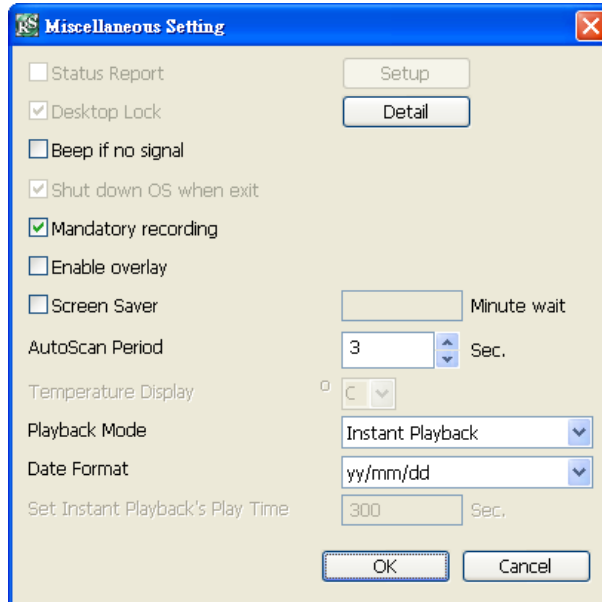 RS Miscellaneous Setting
Status Report Setup
Desktop Lock Detail
Beep if no signal
Shut down OS when exit
Mandatory recording
Enable overlay
Screen Saver Minute wait
AutoScan Period 3 Sec.
Temperature Display o C
Playback Mode Instant Playback
Date Format yy/mm/dd
Set Instant Playback's Play Time 300 Sec.
OK Cancel